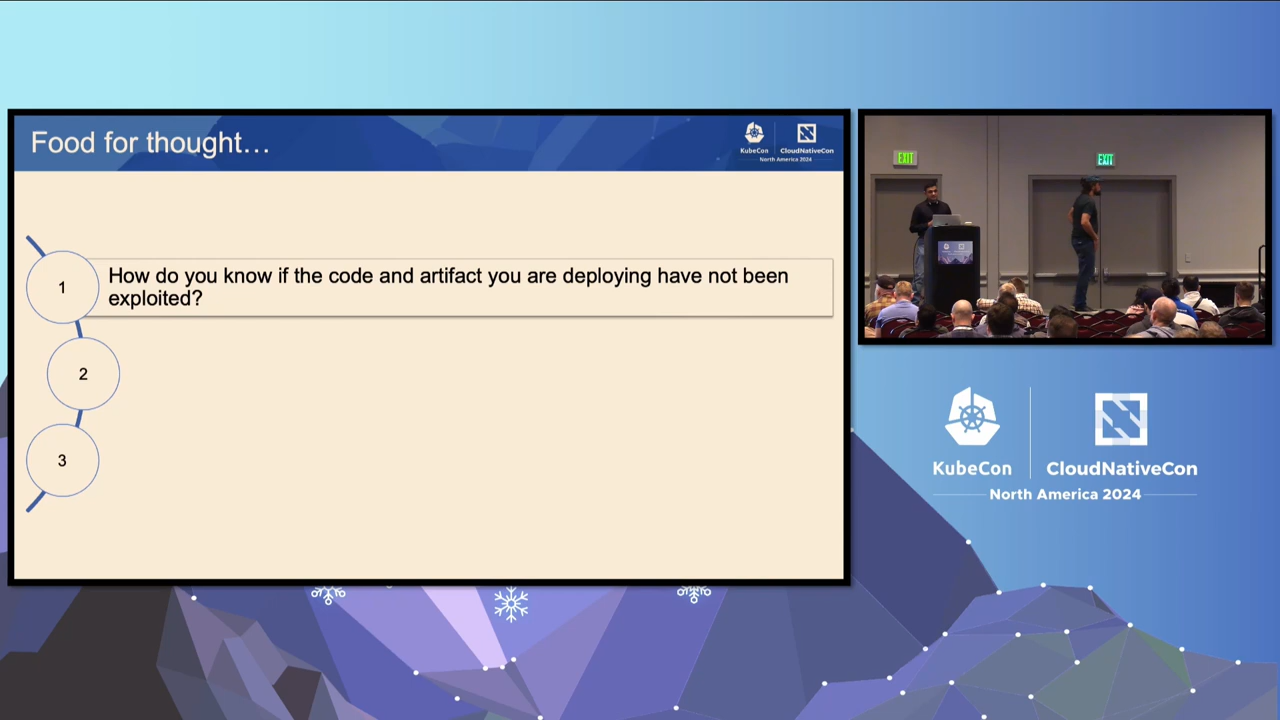 Food for thought…
KubeCon
CloudNativeCon
North America 2024
1
How do you know if the code and artifact you are deploying have not been
exploited?
2
3
EXIT
EXIT
KubeCon
CloudNativeCon
North America 2024